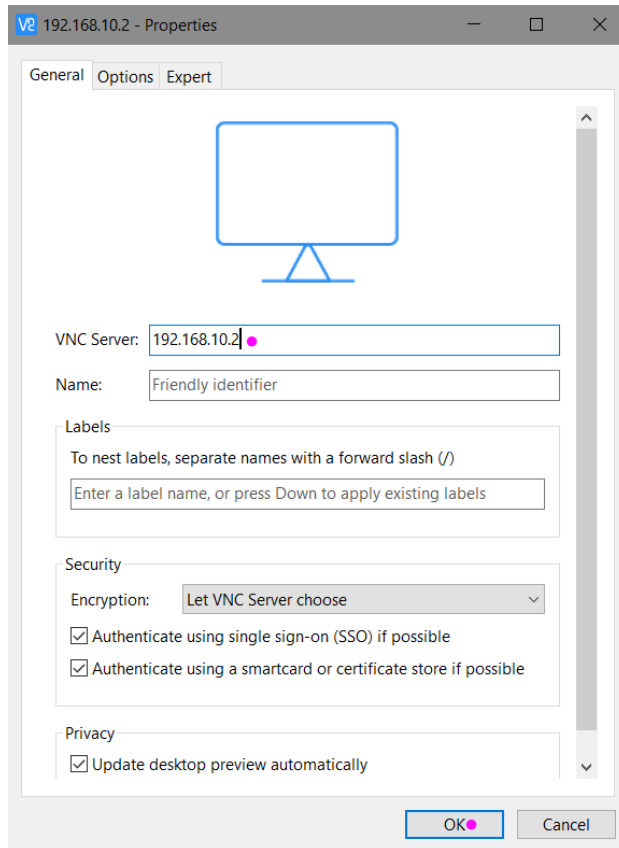 V2 192.168.10.2 - Properties
General Options Expert
VNC Server: 192.168.10.2
Name: Friendly identifier
Labels
To nest labels, separate names with a forward slash (/)
Enter a label name, or press Down to apply existing labels
Security
Encryption: Let VNC Server choose
Authenticate using single sign-on (SSO) if possible
Authenticate using a smartcard or certificate store if possible
Privacy
Update desktop preview automatically
OK Cancel